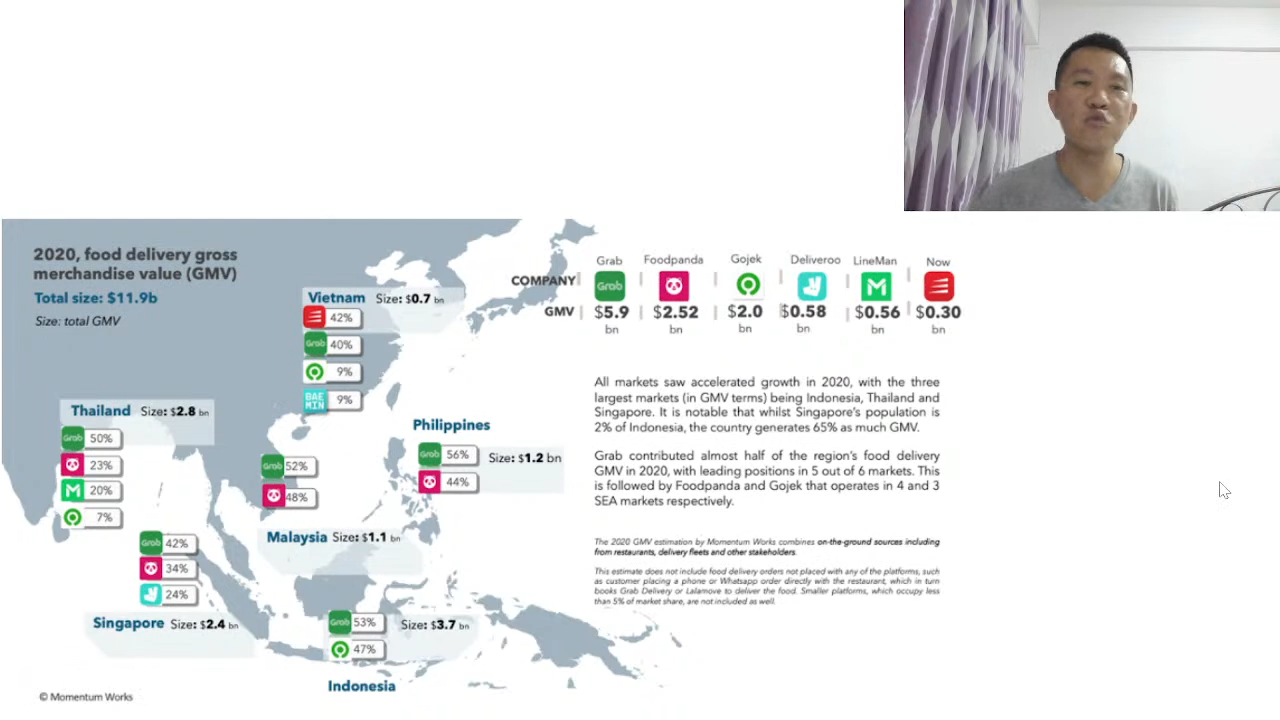 2020, food delivery gross
merchandise value (GMV)
Total size: $11.9b
Size: total GMV
COMPANY
Grab
Foodpanda
Gojek
Deliveroo
LineMan
Now
Grab
GMV
$5.9
bn
$2.52
bn
$2.0
bn
$0.58
bn
$0.56
bn
$0.30
bn
Vietnam Size: $0.7 bn
42%
Grab 40%
9%
BAE
MIN 9%
Thailand Size: $2.8 bn
Grab 50%
23%
20%
7%
Philippines
Grab 56%
Size: $1.2 bn
44%
Grab 52%
48%
Malaysia Size: $1.1 bn
Grab 42%
34%
24%
Singapore Size: $2.4 bn
Grab 53%
Size: $3.7 bn
47%
Indonesia
All markets saw accelerated growth in 2020, with the three
largest markets (in GMV terms) being Indonesia, Thailand and
Singapore. It is notable that whilst Singapore's population is
2% of Indonesia, the country generates 65% as much GMV.
Grab contributed almost half of the region's food delivery
GMV in 2020, with leading positions in 5 out of 6 markets. This
is followed by Foodpanda and Gojek that operates in 4 and 3
SEA markets respectively.
The 2020 GMV estimation by Momentum Works combines on-the-ground sources including
from restaurants, delivery fleets and other stakeholders.
This estimate does not include food delivery orders not placed with any of the platforms, such
as customer placing a phone or Whatsapp order directly with the restaurant, which in turn
books Grab Delivery or Lalamove to deliver the food. Smaller platforms, which occupy less
than 5% of market share, are not included as well.
© Momentum Works